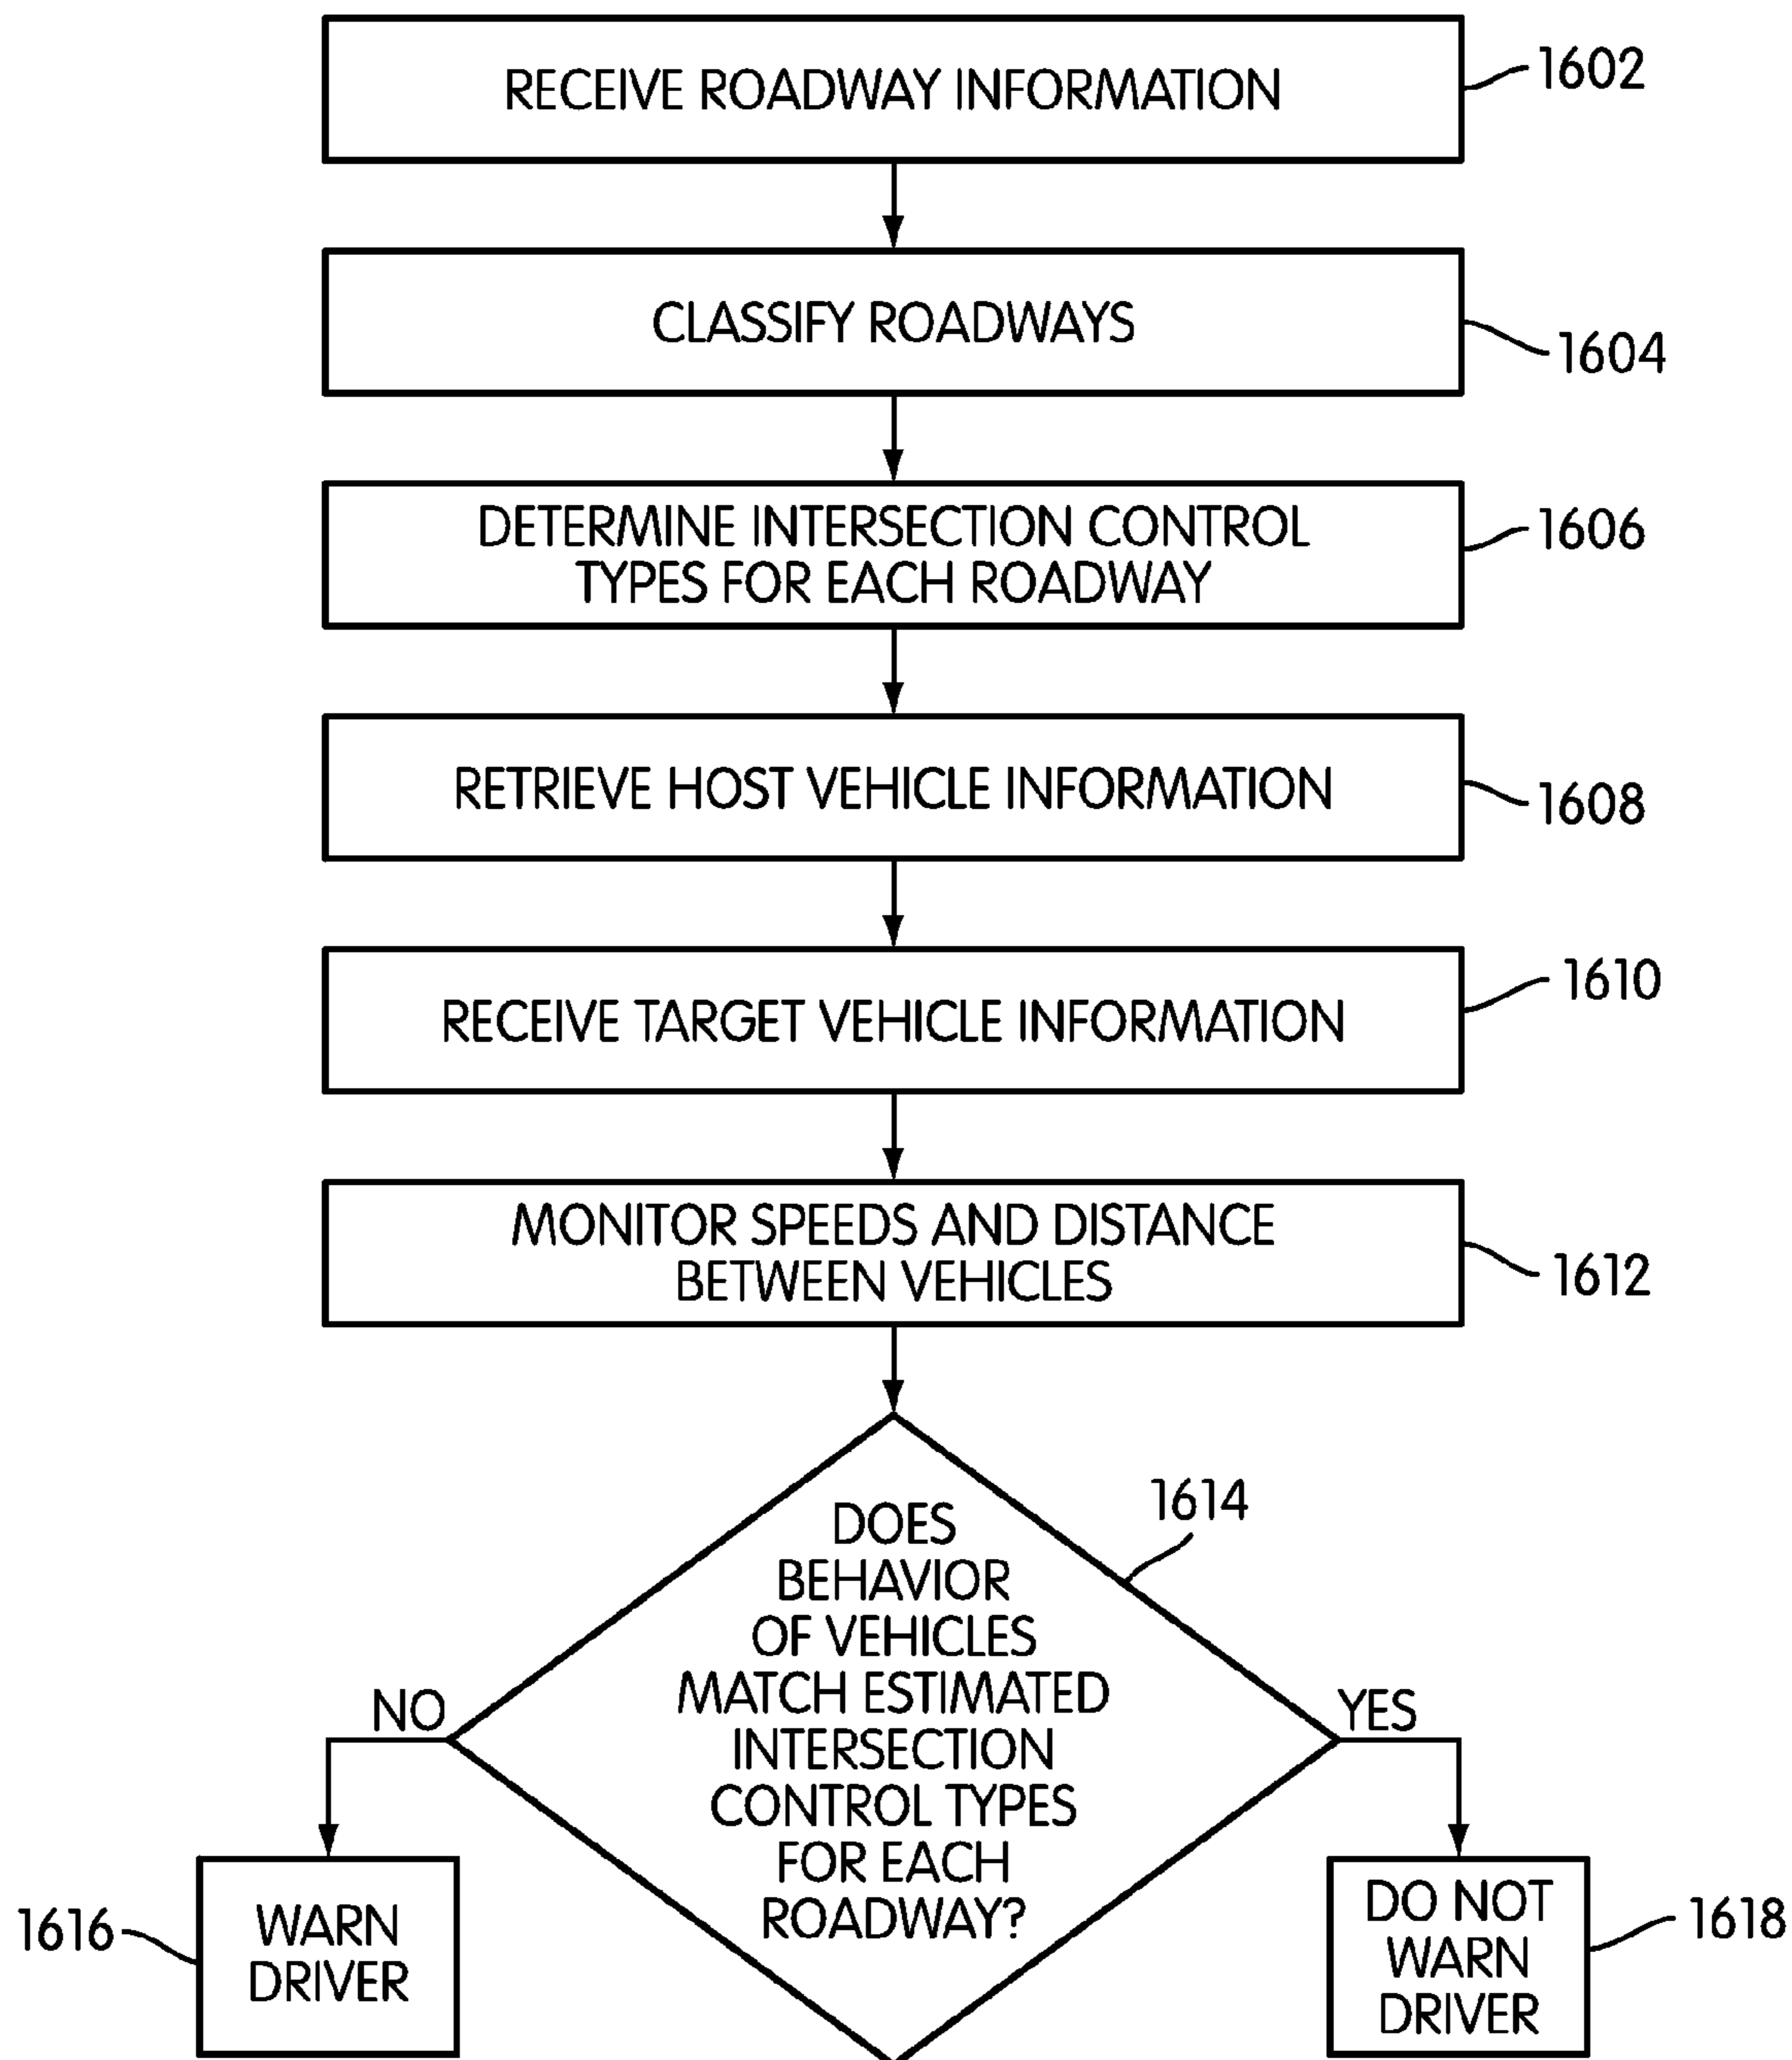 RECEIVE ROADWAY INFORMATION
1602
CLASSIFY ROADWAYS
1604
DETERMINE INTERSECTION CONTROL
TYPES FOR EACH ROADWAY
1606
RETRIEVE HOST VEHICLE INFORMATION
1608
RECEIVE TARGET VEHICLE INFORMATION
1610
MONITOR SPEEDS AND DISTANCE
BETWEEN VEHICLES
1612
DOES
BEHAVIOR
OF VEHICLES
MATCH ESTIMATED
INTERSECTION
CONTROL TYPES
FOR EACH
ROADWAY?
1614
NO
YES
WARN
DRIVER
1616
DO NOT
WARN
DRIVER
1618